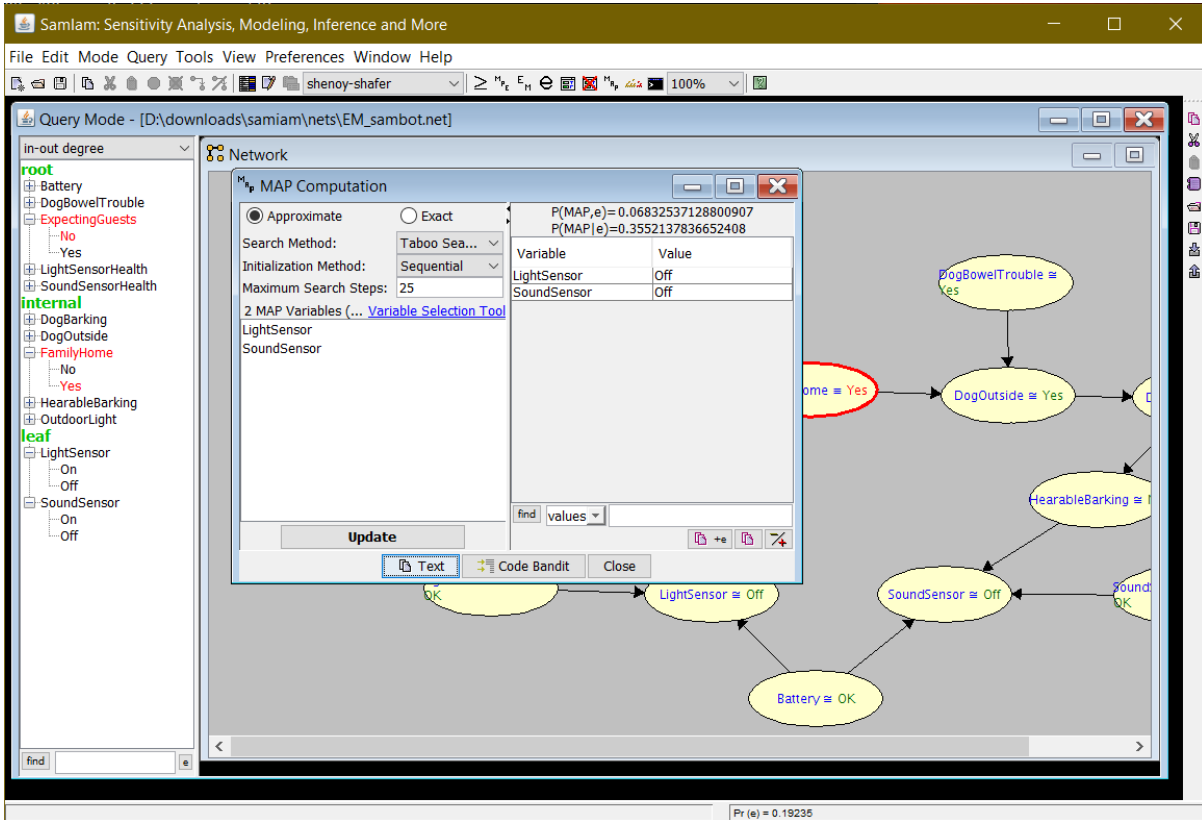 SamIam: Sensitivity Analysis, Modeling, Inference and More
File Edit Mode Query Tools View Preferences Window Help
shenoy-shafer
100%
Query Mode - [D:\downloads\samiam\nets\EM_sambot.net]
in-out degree
root
Battery
DogBowelTrouble
ExpectingGuests
No
Yes
LightSensorHealth
SoundSensorHealth
internal
DogBarking
DogOutside
FamilyHome
No
Yes
HearableBarking
OutdoorLight
leaf
LightSensor
On
Off
SoundSensor
On
Off
find
e
Network
MAP Computation
Approximate Exact
Search Method: Taboo Sea...
Initialization Method: Sequential
Maximum Search Steps: 25
2 MAP Variables (... Variable Selection Tool
LightSensor
SoundSensor
Update
P(MAP,e)= 0.06832537128800907
P(MAP|e)=0.3552137836652408
Variable Value
LightSensor Off
SoundSensor Off
find values
+e
Text Code Bandit Close
DogBowelTrouble ≅
Yes
ome ≅ Yes
DogOutside ≅ Yes
HearableBarking ≅
OK
LightSensor ≅ Off
SoundSensor ≅ Off
Sound
OK
Battery ≅ OK
Pr (e) = 0.19235